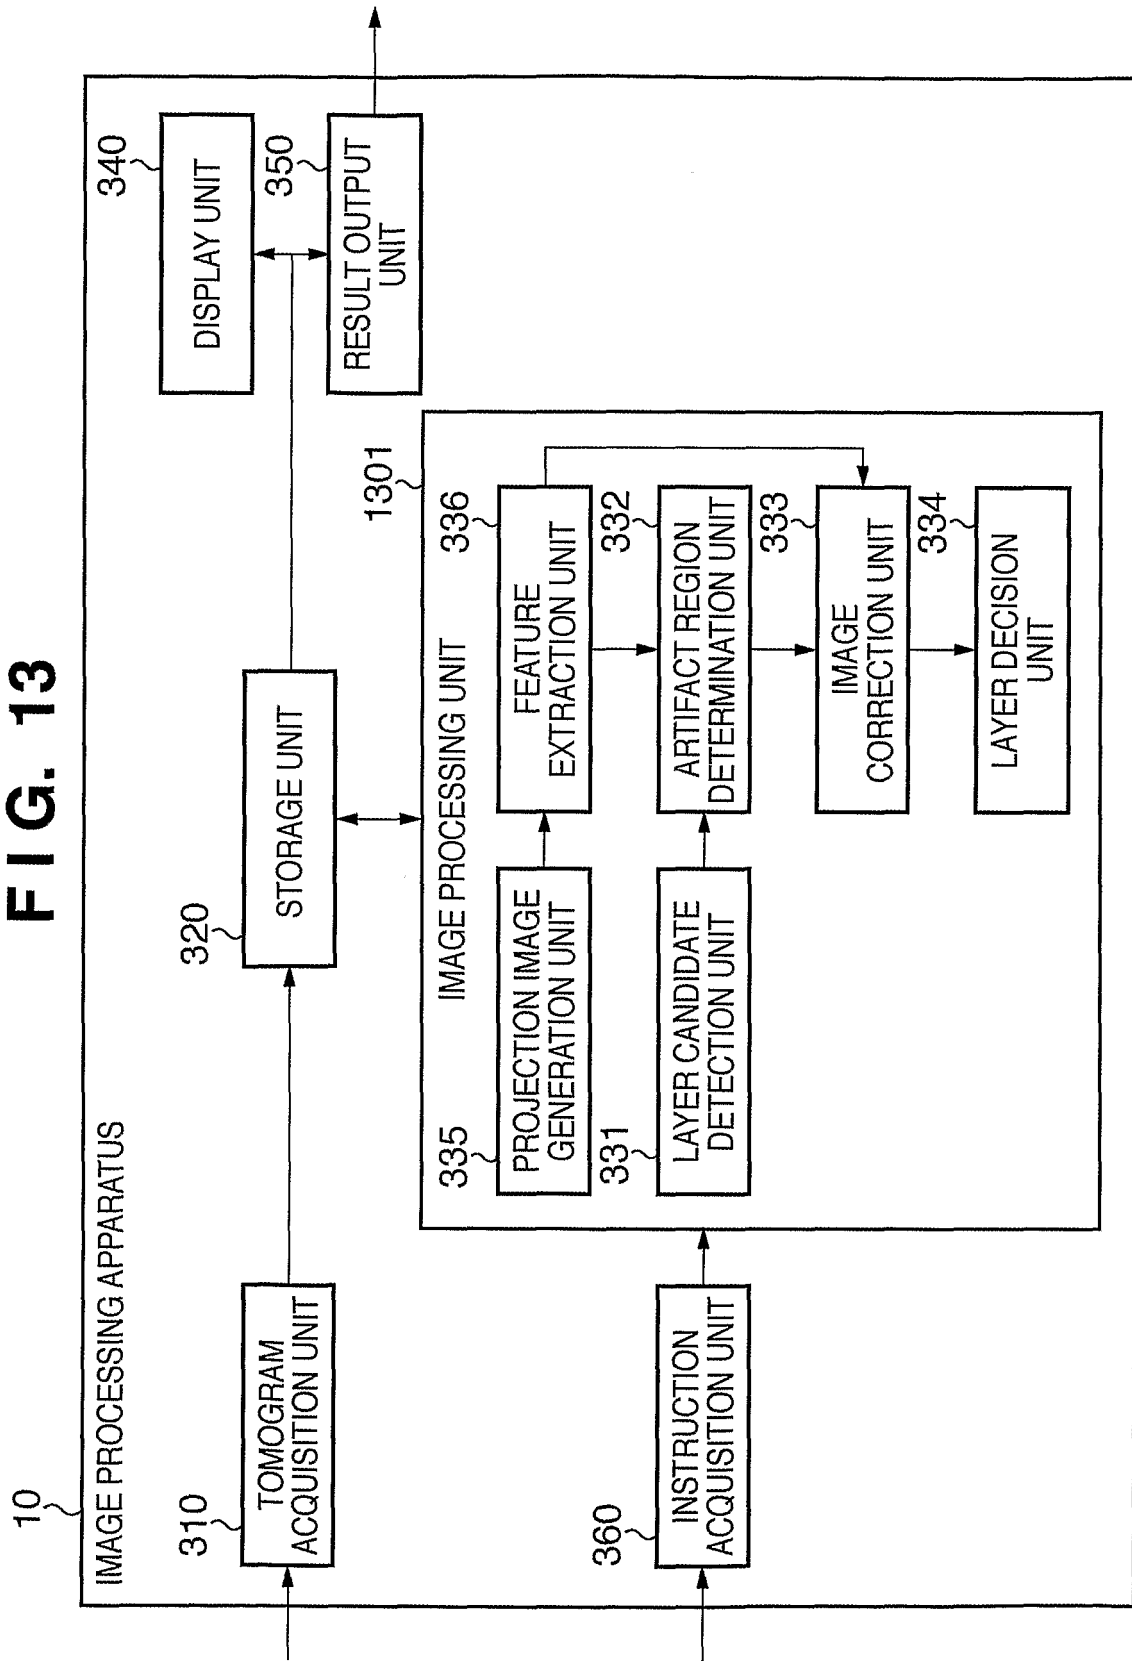 FIG. 13
10
IMAGE PROCESSING APPARATUS
310
TOMOGRAM
ACQUISITION UNIT
320
STORAGE UNIT
340
DISPLAY UNIT
350
RESULT OUTPUT
UNIT
360
INSTRUCTION
ACQUISITION UNIT
1301
IMAGE PROCESSING UNIT
335
PROJECTION IMAGE
GENERATION UNIT
336
FEATURE
EXTRACTION UNIT
331
LAYER CANDIDATE
DETECTION UNIT
332
ARTIFACT REGION
DETERMINATION UNIT
333
IMAGE
CORRECTION UNIT
334
LAYER DECISION
UNIT